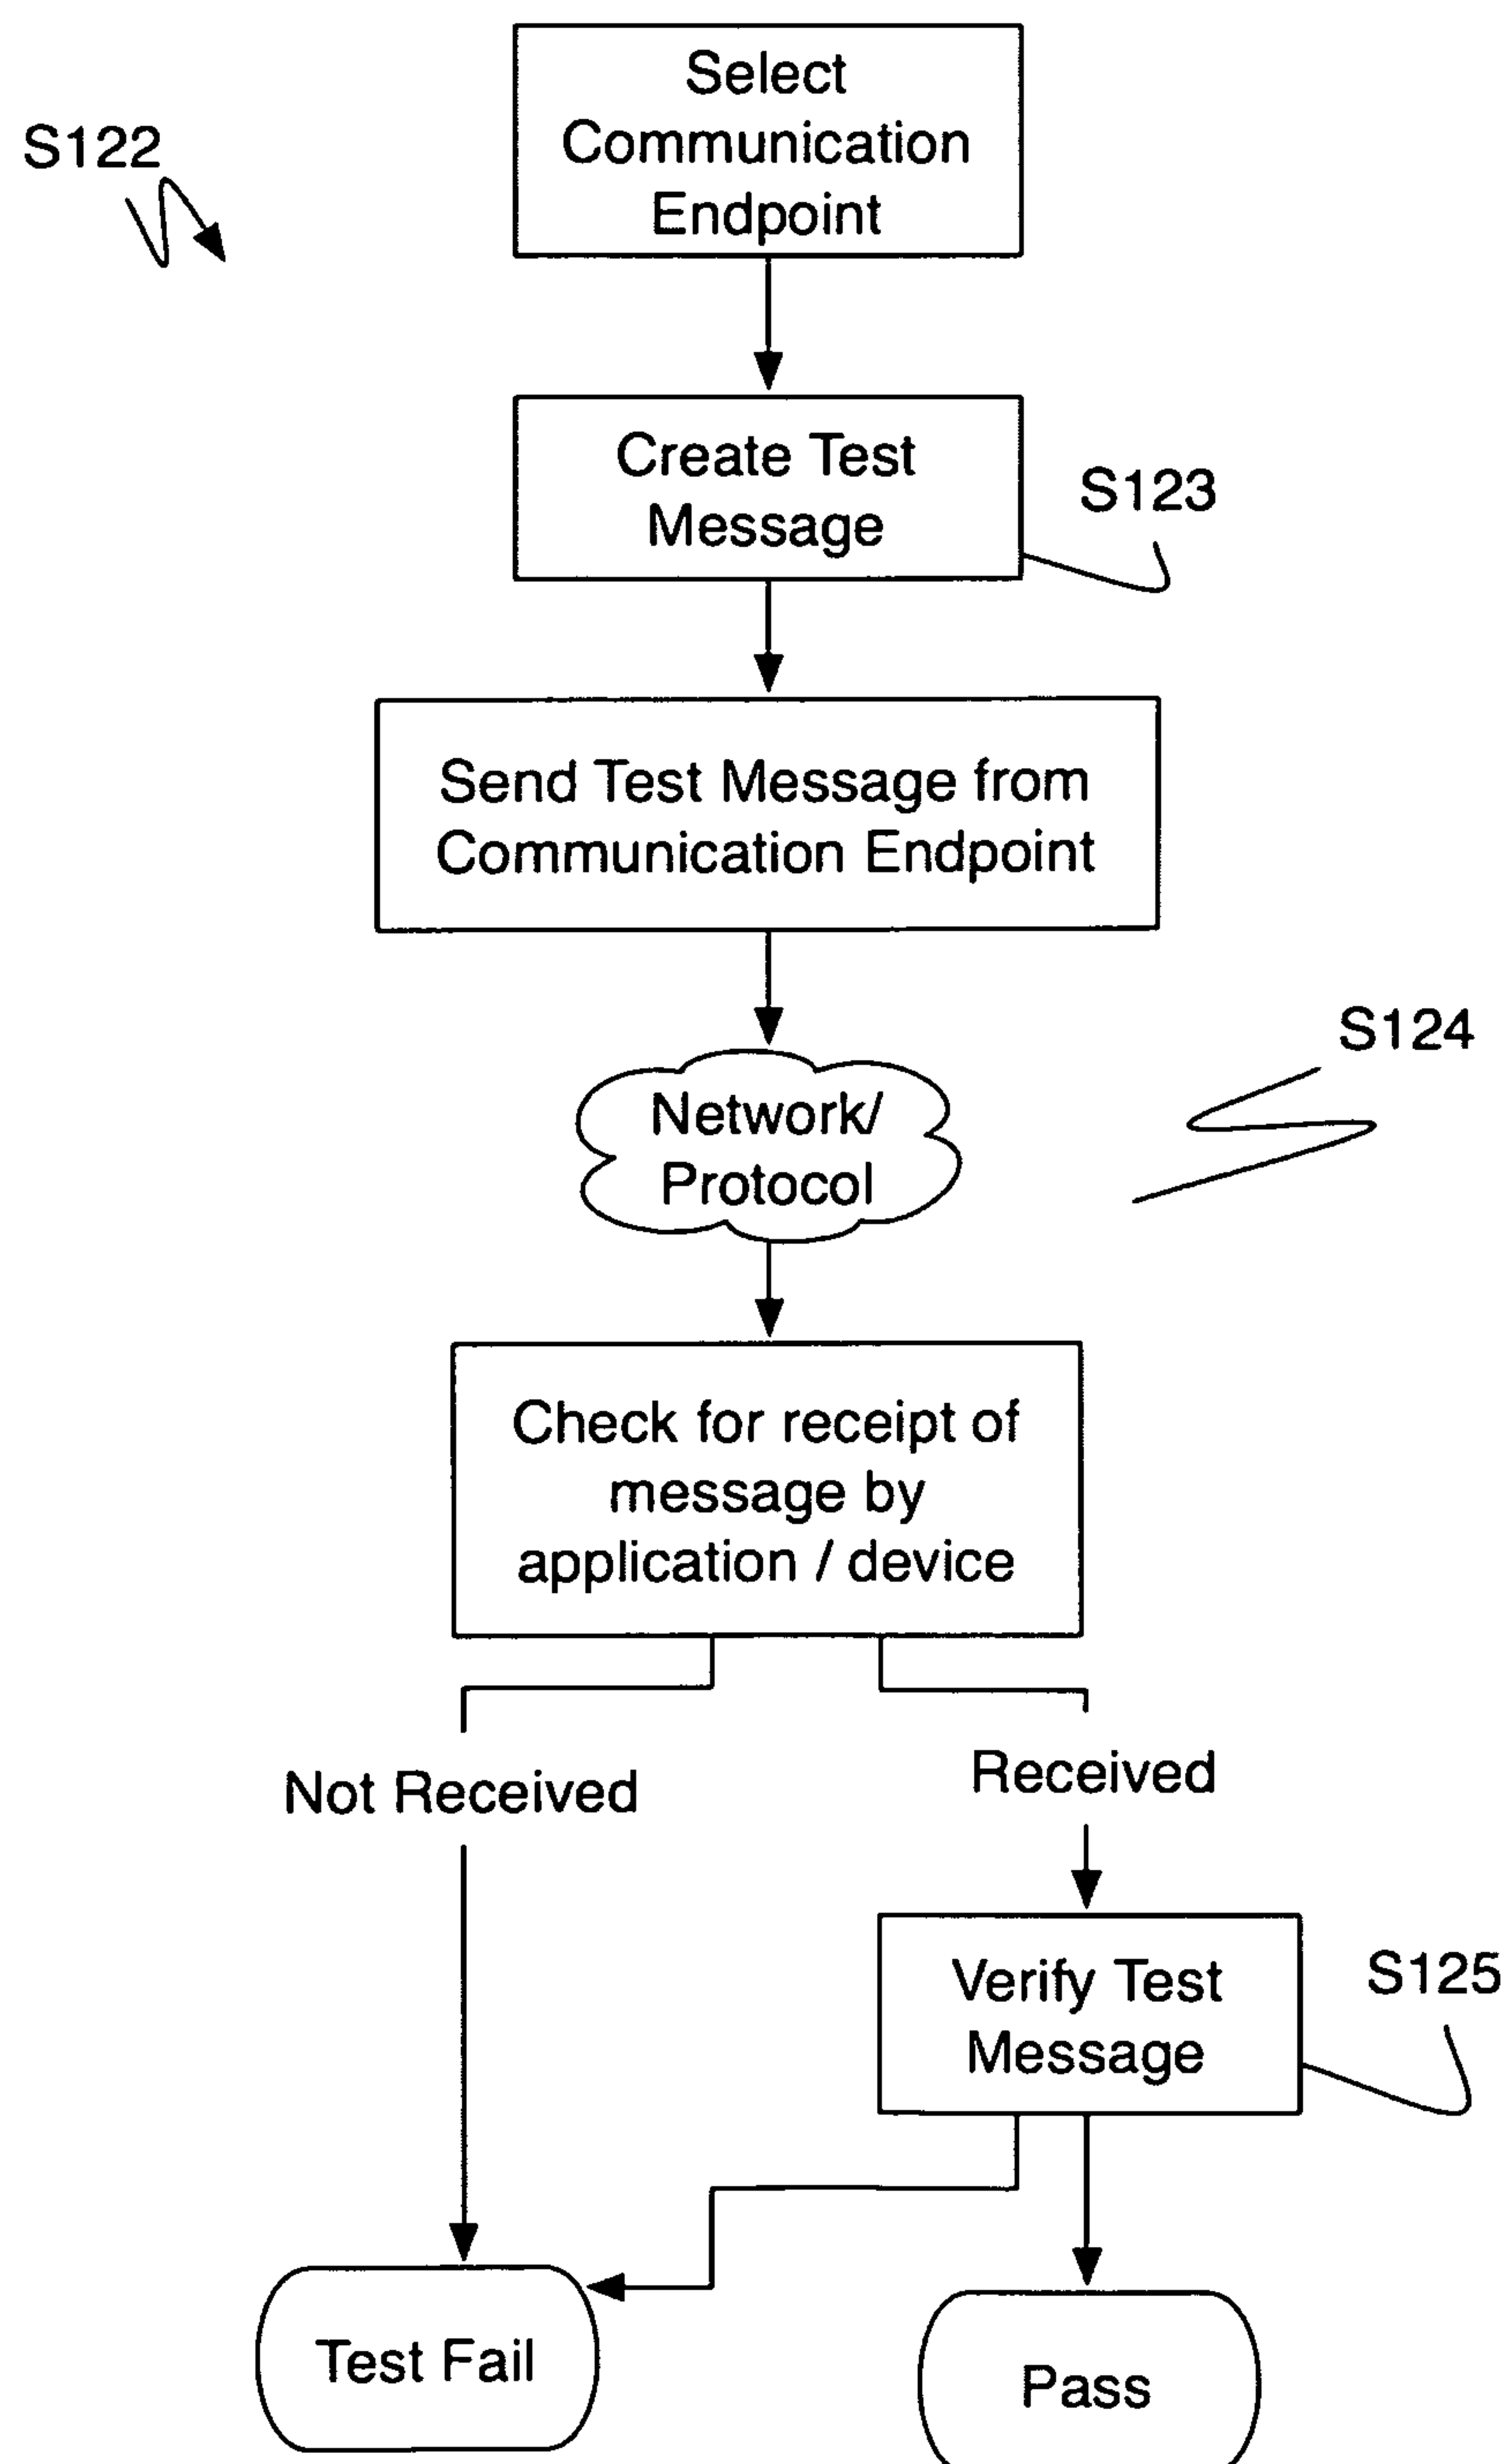 Select
Communication
Endpoint
S122
Create Test
Message
S123
Send Test Message from
Communication Endpoint
S124
Network/
Protocol
Check for receipt of
message by
application / device
Not Received
Received
Verify Test
Message
S125
Test Fail
Pass